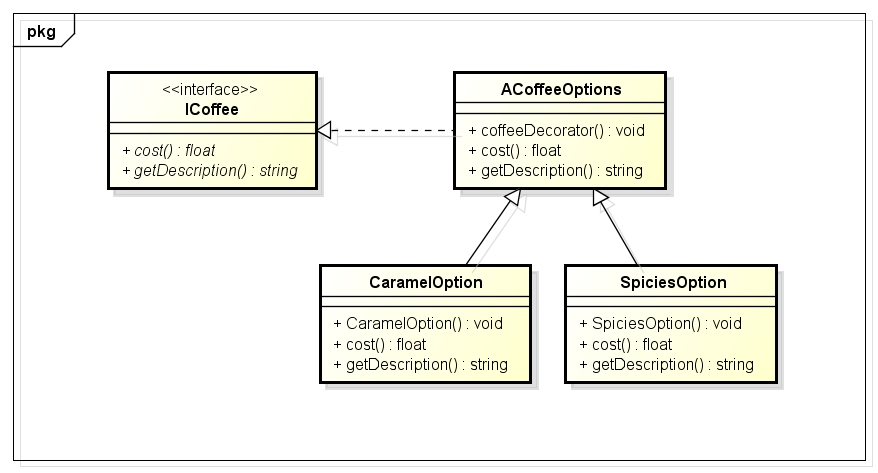 pkg
<<interface>>
ICoffee
+ cost() : float
+ getDescription() : string
ACoffeeOptions
+ coffeeDecorator() : void
+ cost() : float
+ getDescription() : string
CaramelOption
+ CaramelOption() : void
+ cost() : float
+ getDescription() : string
SpiciesOption
+ SpiciesOption() : void
+ cost() : float
+ getDescription() : string